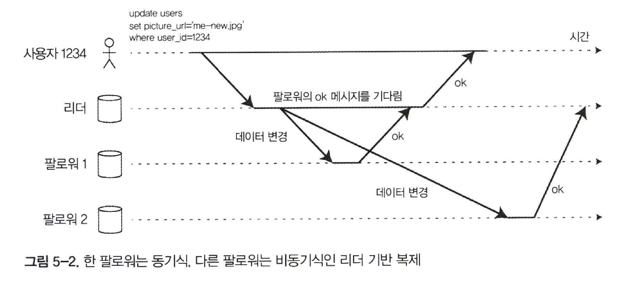 update users
set picture_url='me-new.jpg'
where user_id=1234
시간
사용자 1234
ok
리더
팔로워의 ok 메시지를 기다림
데이터 변경
ok
팔로워 1
데이터 변경
ok
팔로워 2
그림 5-2. 한 팔로워는 동기식, 다른 팔로워는 비동기식인 리더 기반 복제